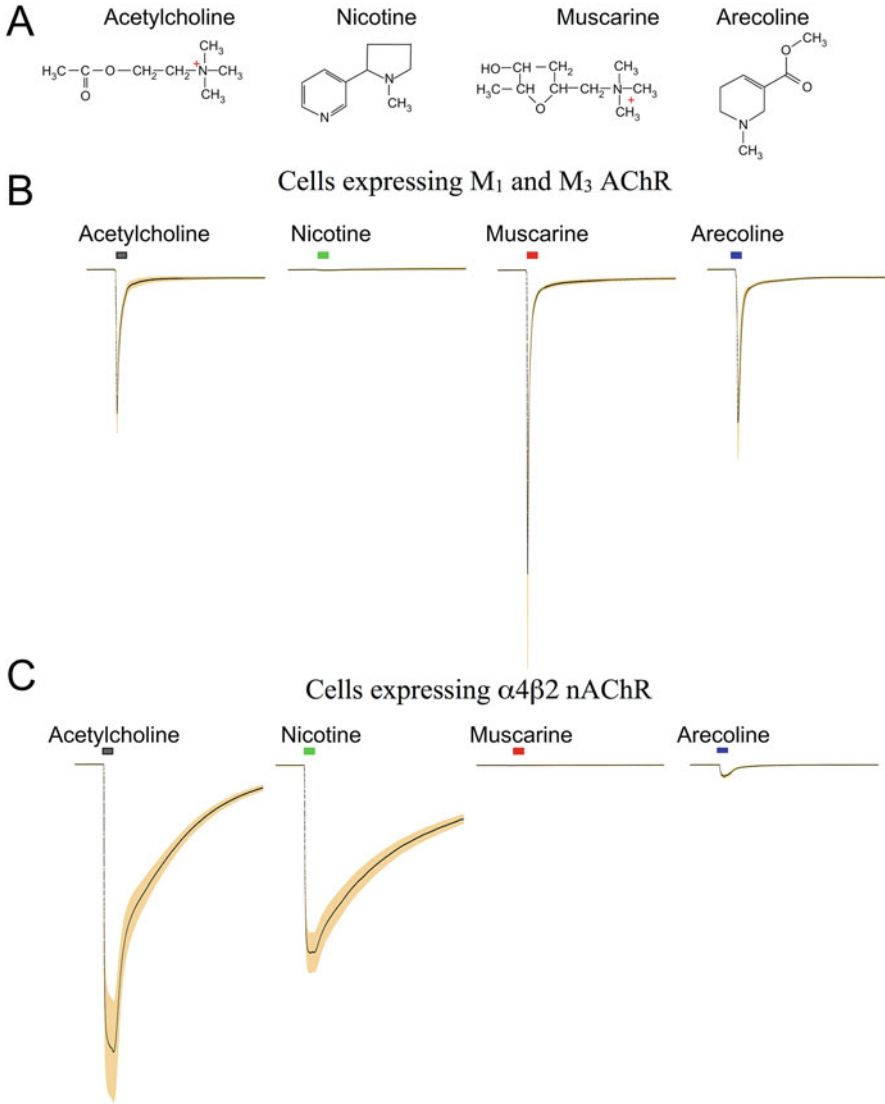 A
Acetylcholine Nicotine Muscarine Arecoline
H₃C—C—O—CH₂—CH₂—N—CH₃
O
CH₃
+
CH₃
N
N
CH₃
HO—CH—CH₂
H₃C—CH CH—CH₂—N—CH₃
O
CH₃
CH₃
+
CH₃
O
O
N
CH₃
B
Cells expressing M₁ and M₃ AChR
Acetylcholine Nicotine Muscarine Arecoline
C
Cells expressing α4β2 nAChR
Acetylcholine Nicotine Muscarine Arecoline